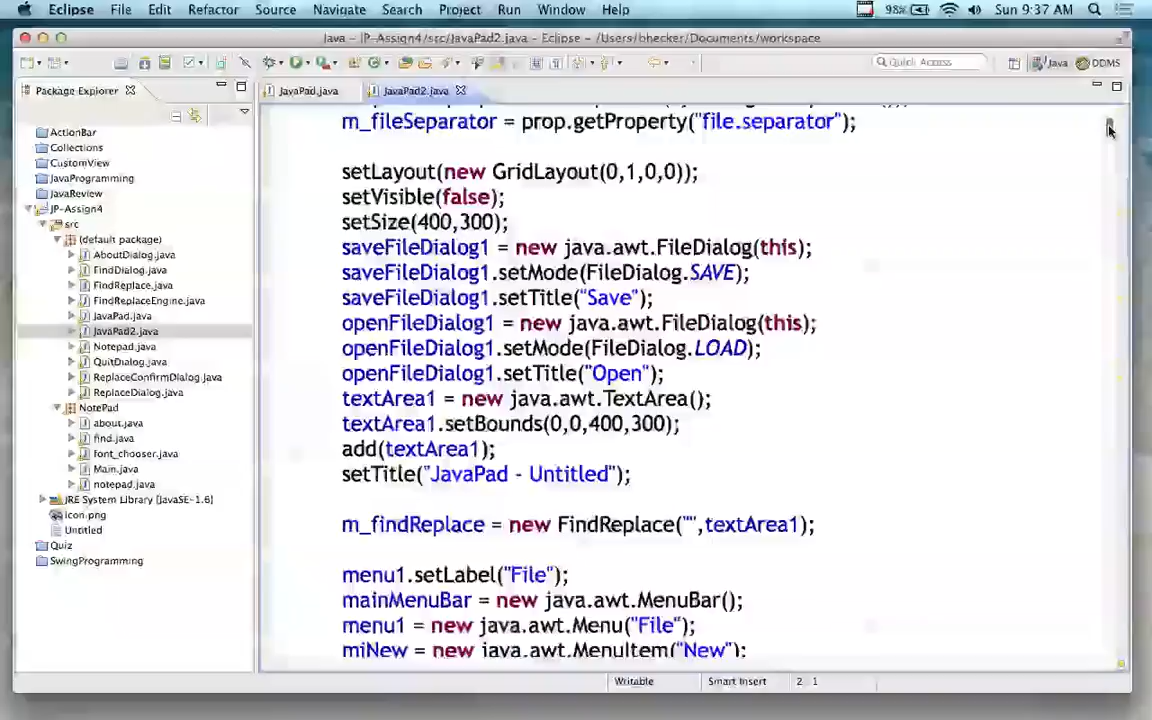 Eclipse File Edit Refactor Source Navigate Search Project Run Window Help 98% Sun 9:37 AM
Java - JP-Assign4/src/JavaPad2.java - Eclipse - /Users/bhecker/Documents/workspace
Quick Access Java DDMS
Package Explorer
JavaPad.java JavaPad2.java
ActionBar
Collections
CustomView
JavaProgramming
JavaReview
JP-Assign4
src
(default package)
AboutDialog.java
FindDialog.java
FindReplace.java
FindReplaceEngine.java
JavaPad.java
JavaPad2.java
Notepad.java
QuitDialog.java
ReplaceConfirmDialog.java
ReplaceDialog.java
NotePad
about.java
find.java
font_chooser.java
Main.java
notepad.java
JRE System Library [JavaSE-1.6]
icon.png
Untitled
Quiz
SwingProgramming
m_fileSeparator = prop.getProperty("file.separator");
setLayout(new GridLayout(0,1,0,0));
setVisible(false);
setSize(400,300);
saveFileDialog1 = new java.awt.FileDialog(this);
saveFileDialog1.setMode(FileDialog.SAVE);
saveFileDialog1.setTitle("Save");
openFileDialog1 = new java.awt.FileDialog(this);
openFileDialog1.setMode(FileDialog.LOAD);
openFileDialog1.setTitle("Open");
textArea1 = new java.awt.TextArea();
textArea1.setBounds(0,0,400,300);
add(textArea1);
setTitle("JavaPad - Untitled");
m_findReplace = new FindReplace("",textArea1);
menu1.setLabel("File");
mainMenuBar = new java.awt.MenuBar();
menu1 = new java.awt.Menu("File");
miNew = new java.awt.MenuItem("New");
Writable Smart Insert 2 : 1